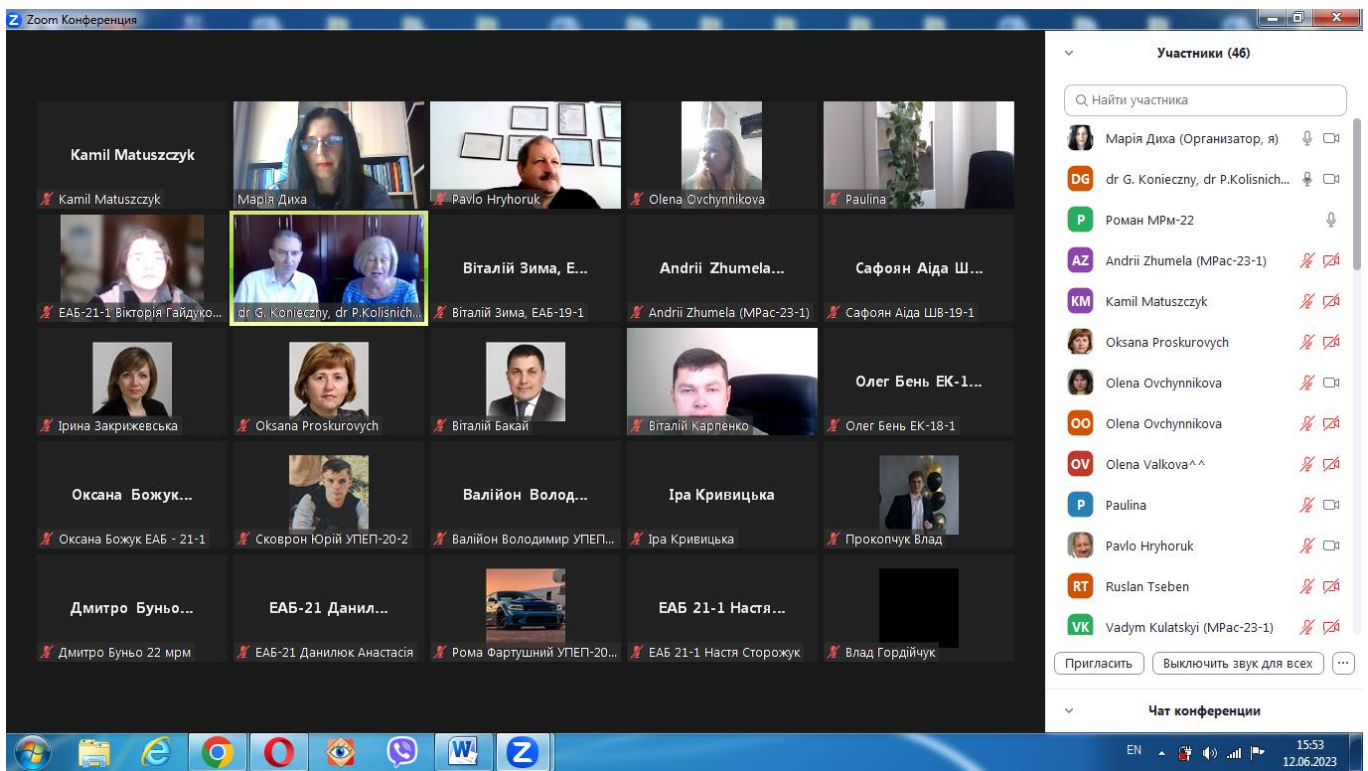 Zoom Конференция
Kamil Matuszczyk
Kamil Matuszczyk
Марія Диха
Pavlo Hryhoruk
Olena Ovchynnikova
Paulina
ЕАБ-21-1 Вікторія Гайдуко...
dr G. Konieczny, dr P.Kolisnich...
Віталій Зима, Е...
Віталій Зима, ЕАБ-19-1
Andrii Zhumela...
Andrii Zhumela (МРас-23-1)
Сафоян Аіда Ш...
Сафоян Аіда ШВ-19-1
Ірина Закрижевська
Oksana Proskurovych
Віталій Бакай
Віталій Карпенко
Олег Бень ЕК-1...
Олег Бень ЕК-18-1
Оксана Божук...
Оксана Божук ЕАБ - 21-1
Сковрон Юрій УПЕП-20-2
Валійон Волод...
Валійон Володимир УПЕП...
Іра Кривицька
Іра Кривицька
Прокопчук Влад
Дмитро Буньо...
Дмитро Буньо 22 мрм
ЕАБ-21 Данил...
ЕАБ-21 Данилюк Анастасія
Рома Фартушний УПЕП-20...
ЕАБ 21-1 Настя...
ЕАБ 21-1 Настя Сторожук
Влад Гордійчук
Участники (46)
Найти участника
Марія Диха (Организатор, я)
DG
dr G. Konieczny, dr P.Kolisnich...
Р
Роман МРм-22
AZ
Andrii Zhumela (МРас-23-1)
KM
Kamil Matuszczyk
Oksana Proskurovych
Olena Ovchynnikova
OO
Olena Ovchynnikova
OV
Olena Valkova^^
P
Paulina
Pavlo Hryhoruk
RT
Ruslan Tseben
VK
Vadym Kulatskyi (МРас-23-1)
Пригласить
Выключить звук для всех
...
Чат конференции
EN
15:53
12.06.2023